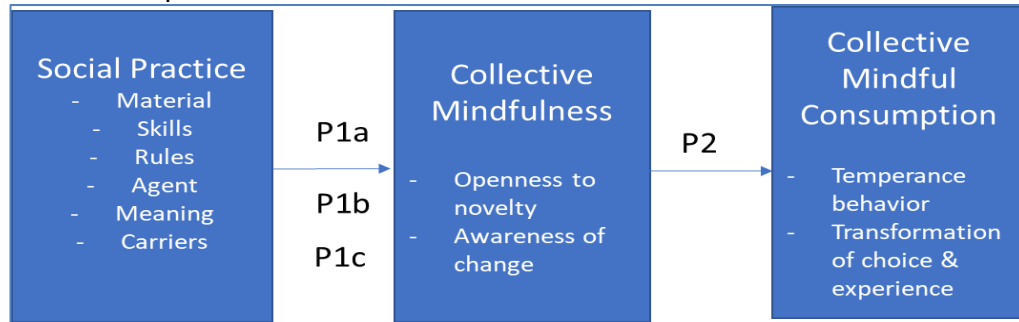 Social Practice
- Material
- Skills
- Rules
- Agent
- Meaning
- Carriers
P1a
P1b
P1c
Collective
Mindfulness
- Openness to
novelty
- Awareness of
change
P2
Collective
Mindful
Consumption
- Temperance
behavior
- Transformation
of choice &
experience